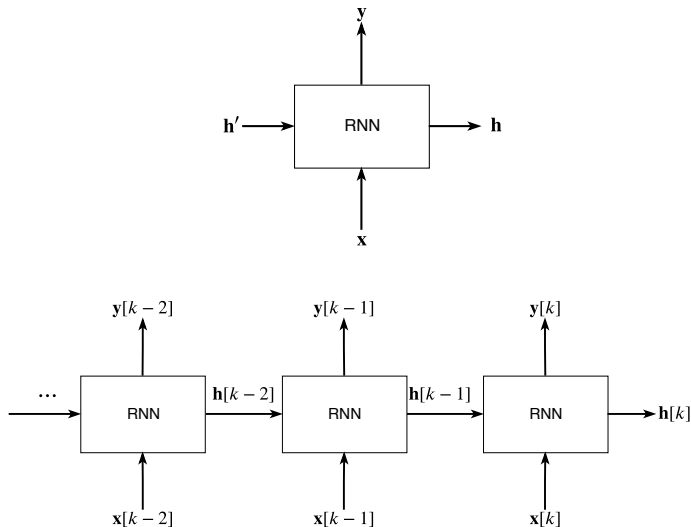 y
h′ RNN h
x
y[k − 2] y[k − 1] y[k]
... h[k − 2] h[k − 1]
RNN RNN RNN h[k]
x[k − 2] x[k − 1] x[k]